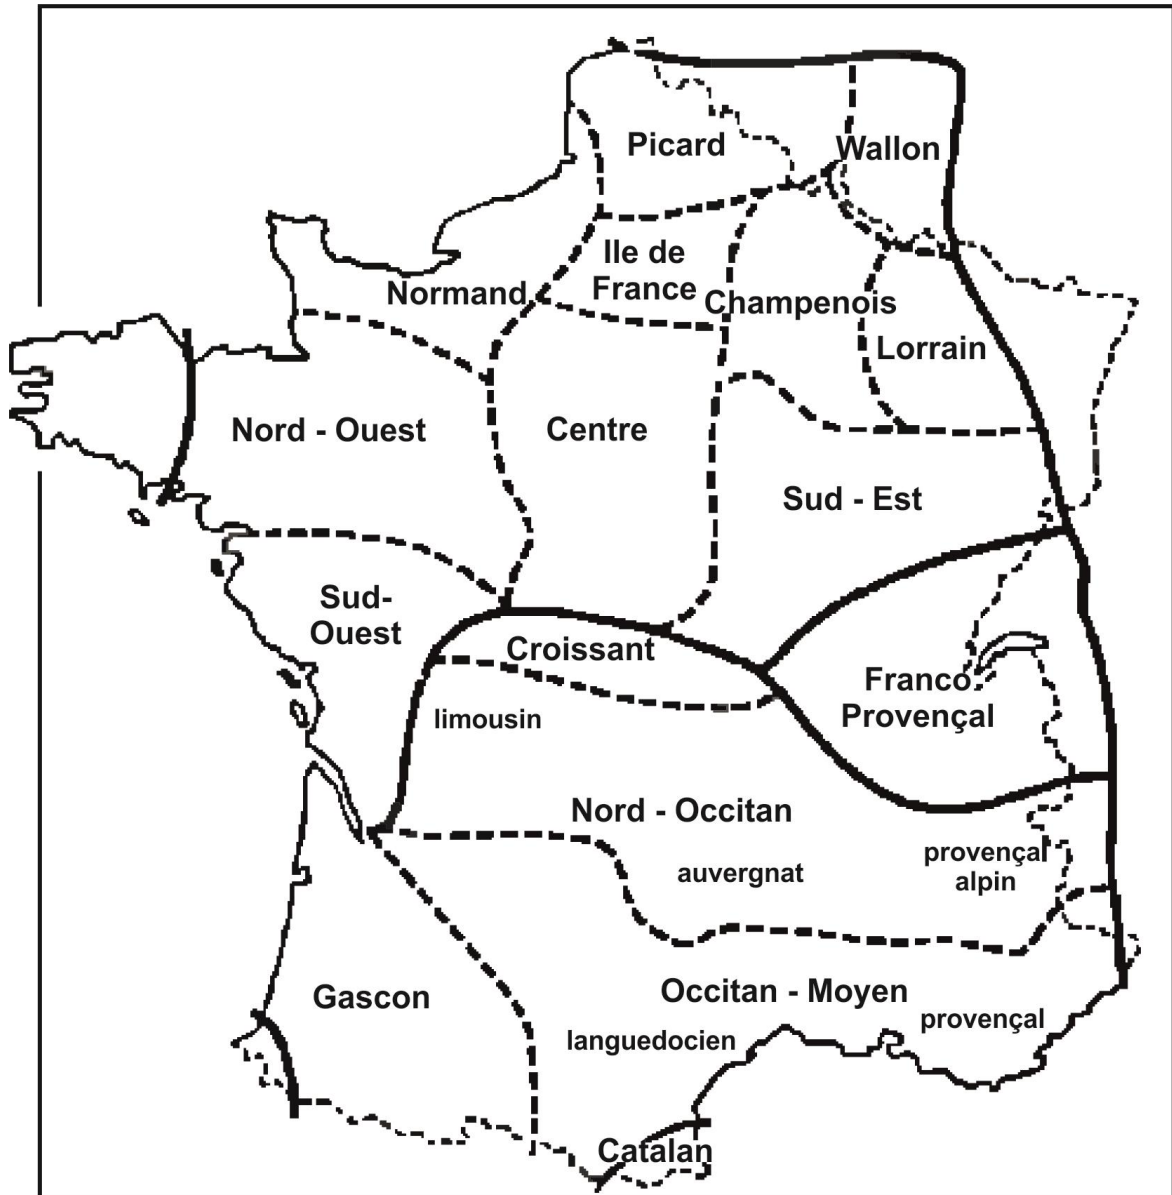 Picard
Wallon
Ile de
France
Normand
Champenois
Lorrain
Nord - Ouest
Centre
Sud - Est
Sud-
Ouest
Croissant
Franco
Provençal
limousin
Nord - Occitan
auvergnat
provençal
alpin
Gascon
Occitan - Moyen
provençal
languedocien
Catalan